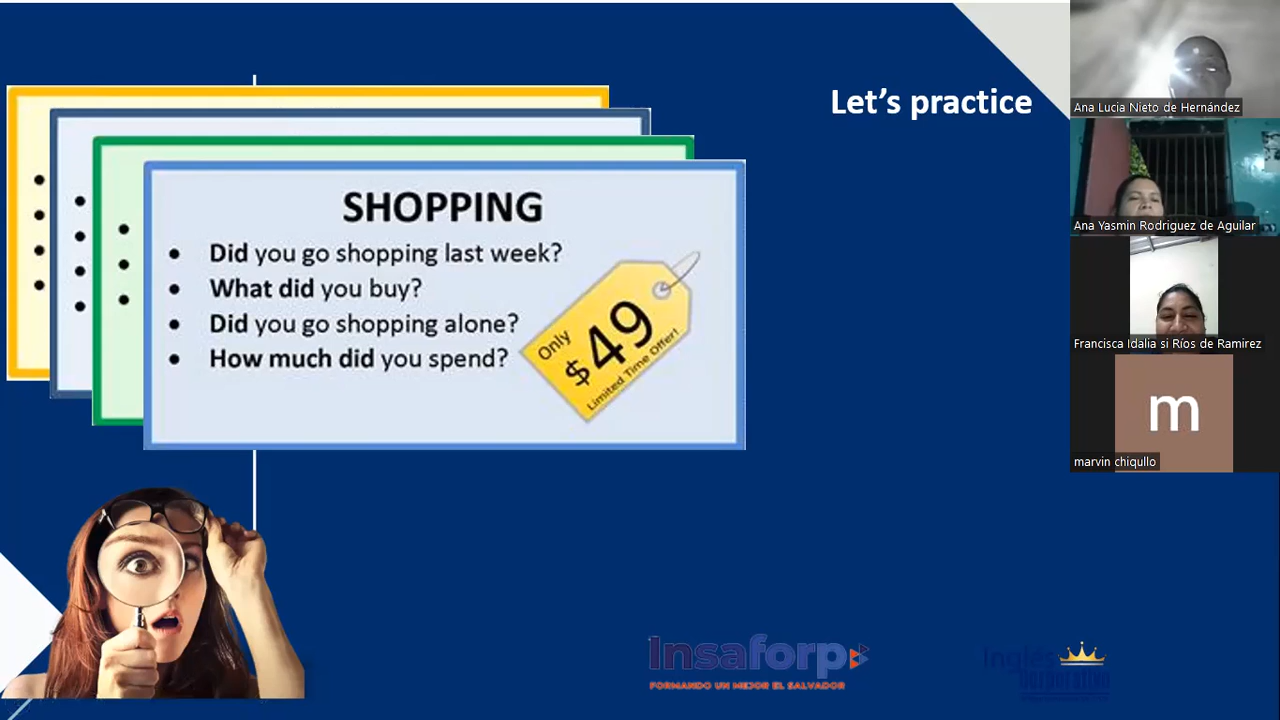 Let's practice
SHOPPING
• Did you go shopping last week?
• What did you buy?
• Did you go shopping alone?
• How much did you spend?
Only
$49
Limited Time Offer!
Insaforp
FORMANDO UN MEJOR EL SALVADOR
Inglés
Ana Lucia Nieto de Hernández
Ana Yasmin Rodriguez de Aguilar
Francisca Idalia si Ríos de Ramirez
m
marvin chiqullo